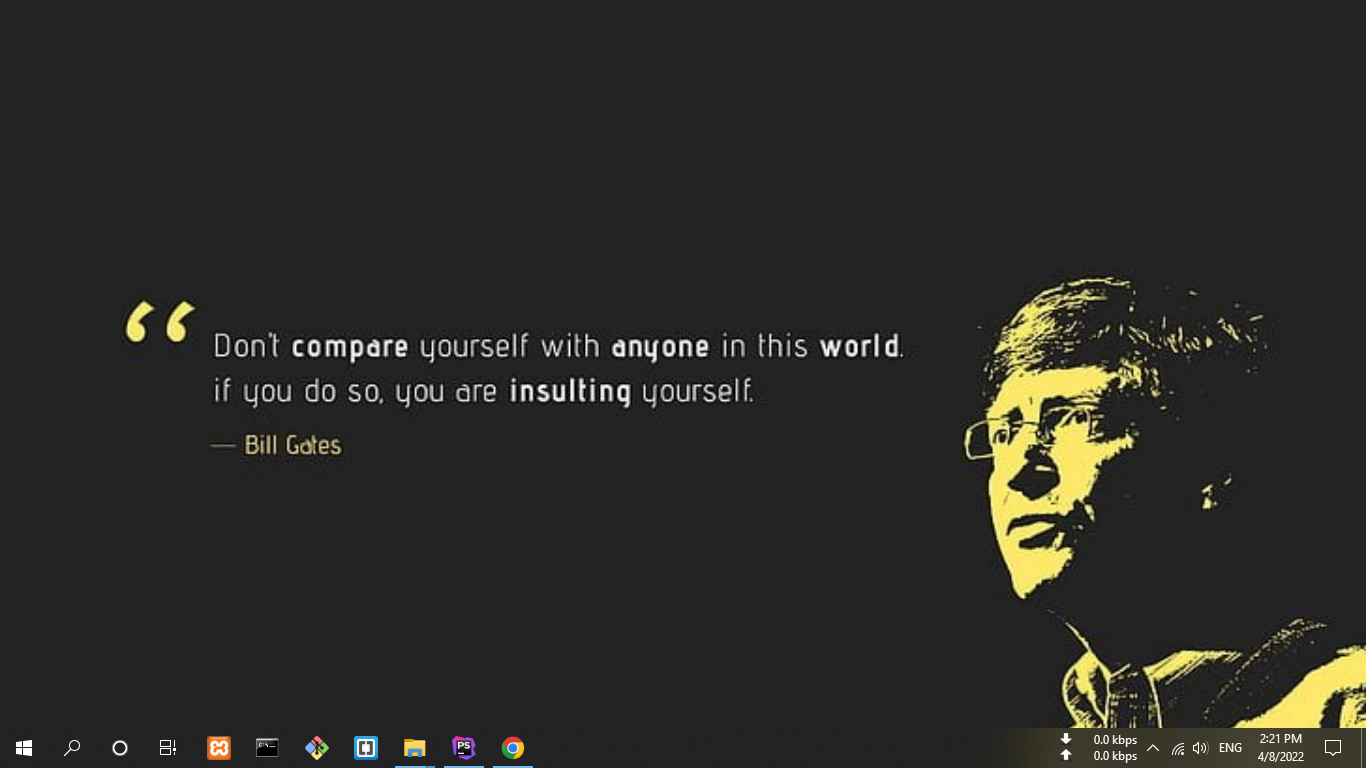 “
Don't compare yourself with anyone in this world.
if you do so, you are insulting yourself.
— Bill Gates
PS
0.0 kbps
0.0 kbps
ENG
2:21 PM
4/8/2022